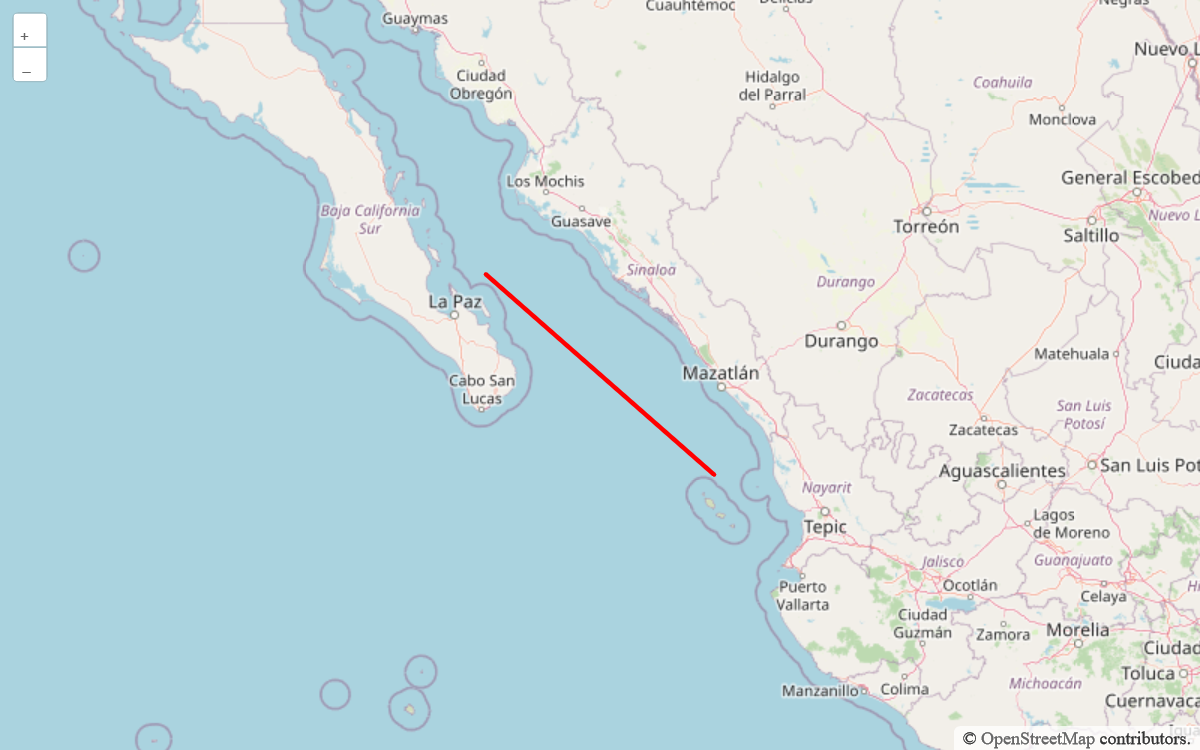 +
–
Guaymas
Cuauhtémoc
Ciudad
Obregón
Hidalgo
del Parral
Coahuila
Monclova
Nuevo L
Los Mochis
Guasave
General Escobed
Baja California
Sur
Torreón
Saltillo
Nuevo L
Sinaloa
Durango
La Paz
Durango
Matehuala
Ciuda
Mazatlán
Cabo San
Lucas
Zacatecas
San Luis
Potosí
Zacatecas
Aguascalientes
San Luis Pot
Nayarit
Tepic
Lagos
de Moreno
Jalisco
Guanajuato
Puerto
Vallarta
Ocotlán
Celaya
Ciudad
Guzmán
Zamora
Morelia
Ciudad
Toluca
Manzanillo
Colima
Michoacán
Cuernavaca
© OpenStreetMap contributors.